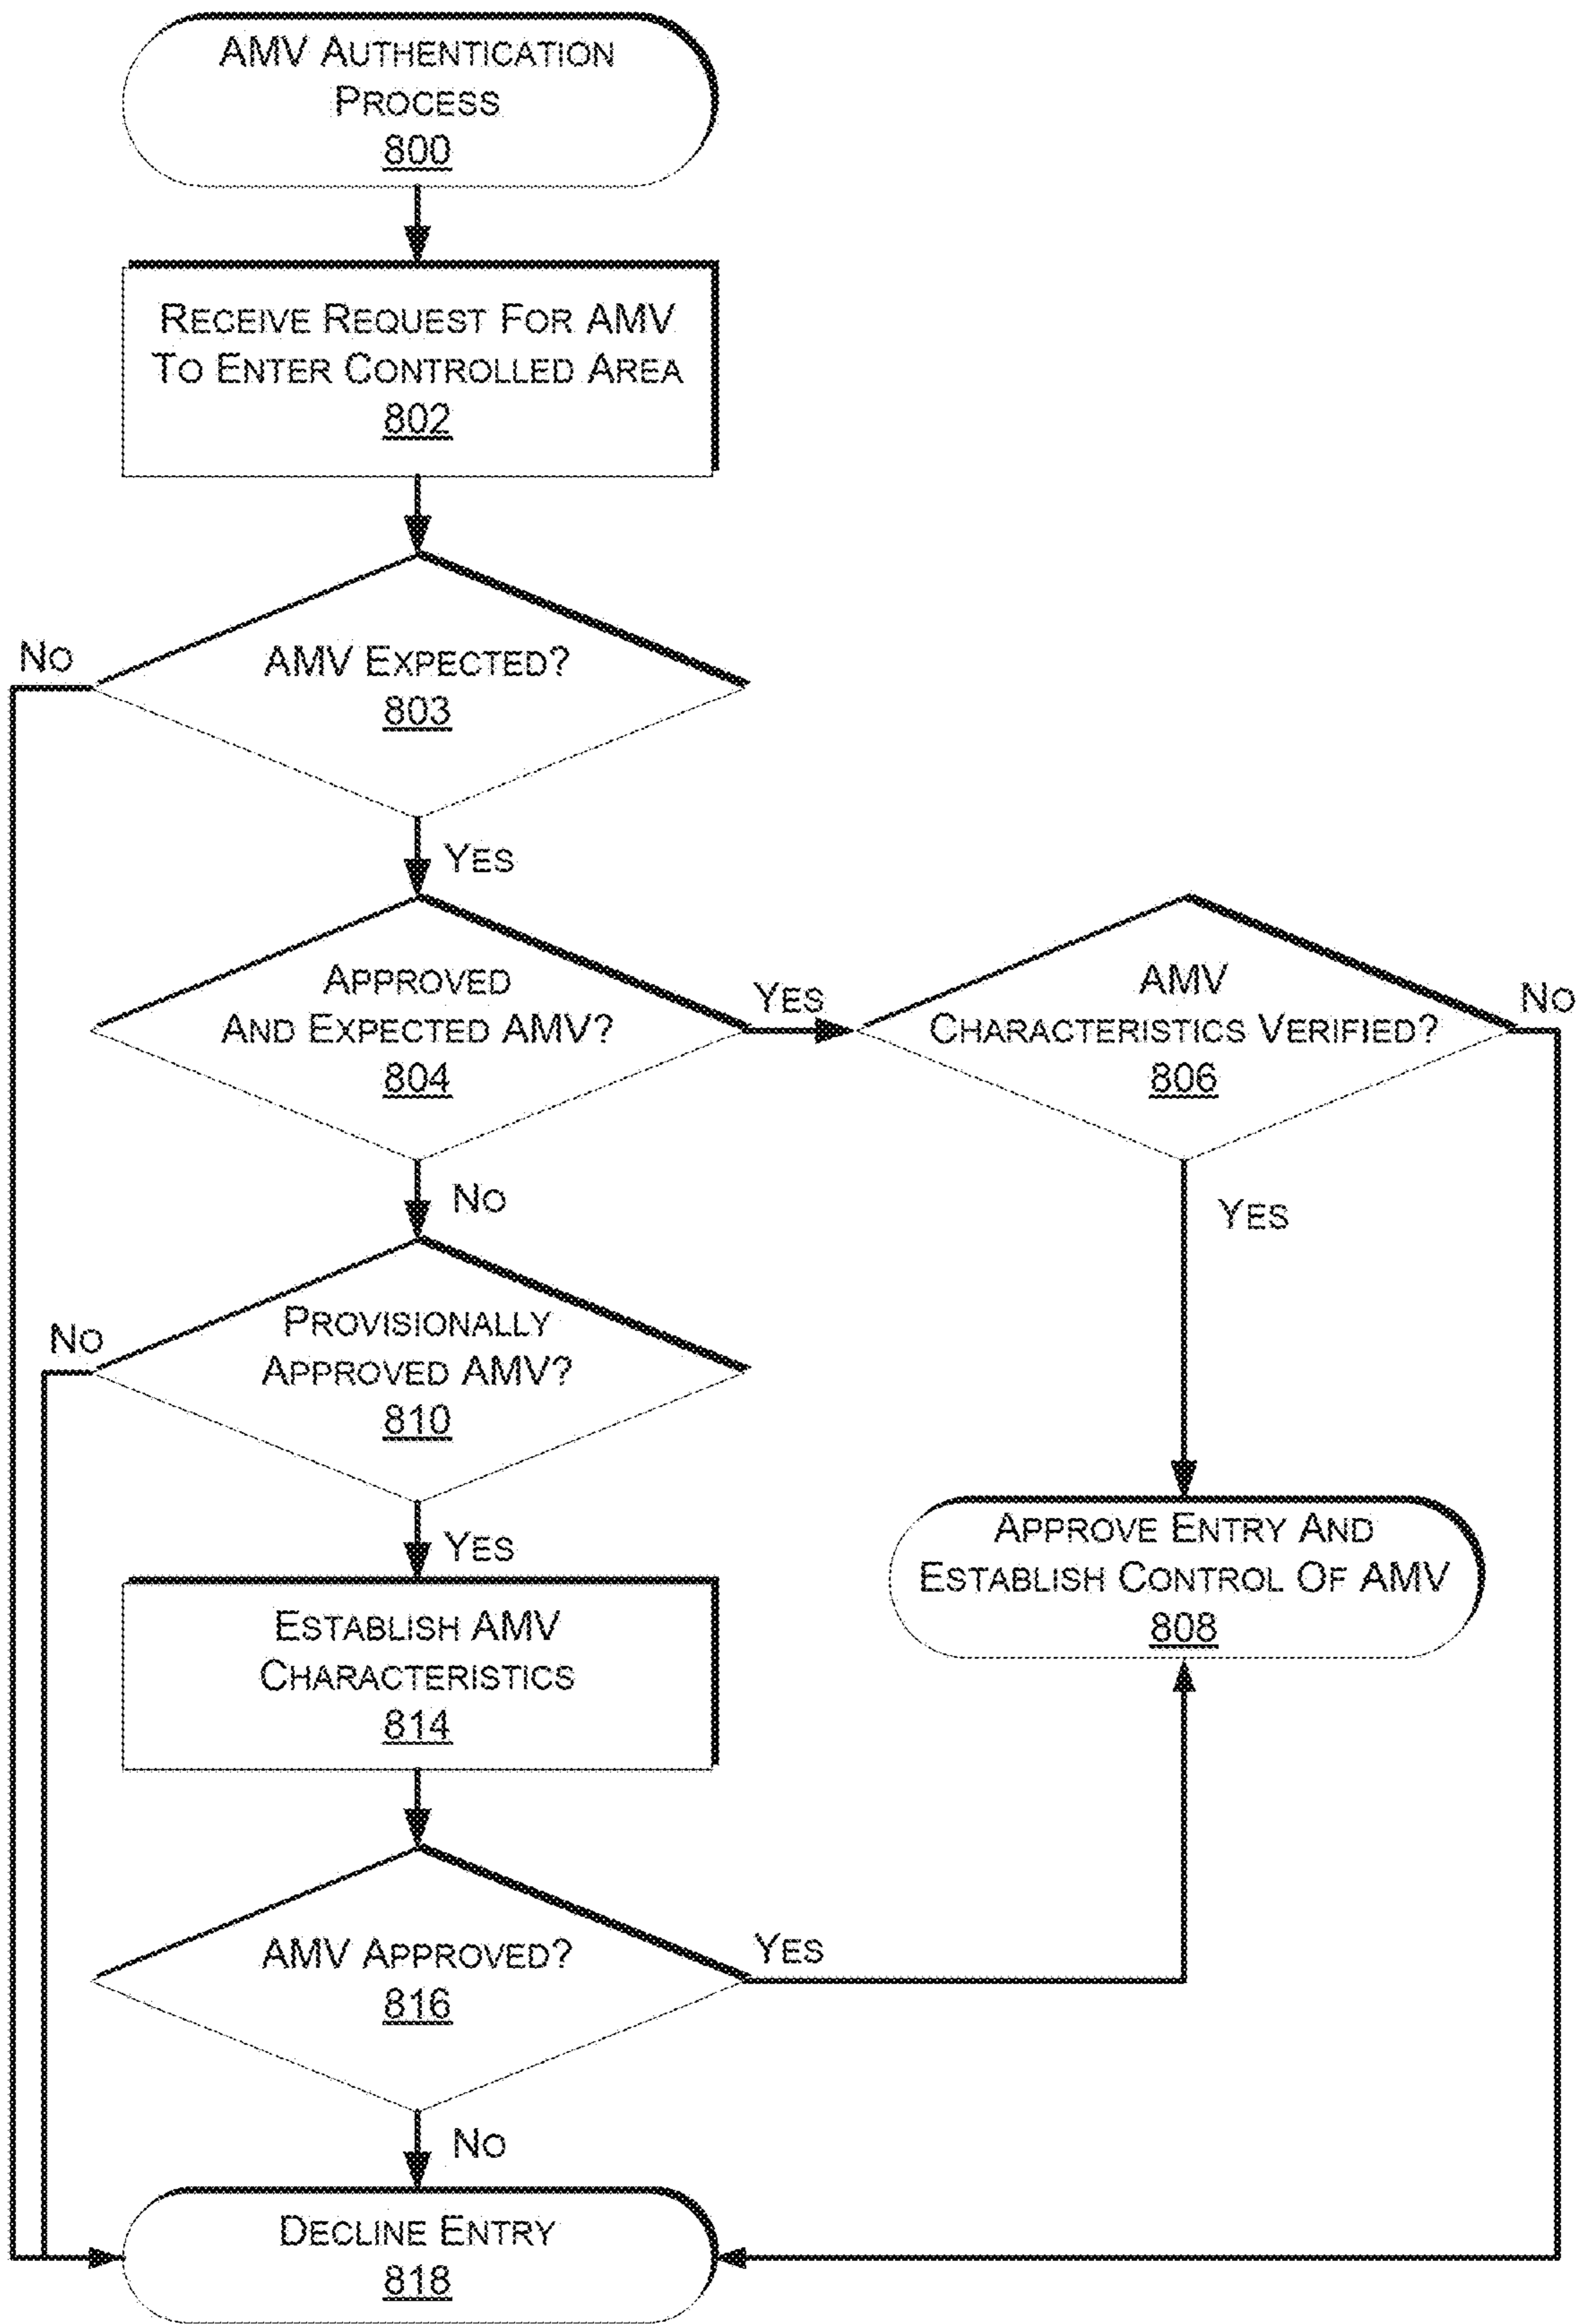 AMV AUTHENTICATION
PROCESS
800
RECEIVE REQUEST FOR AMV
TO ENTER CONTROLLED AREA
802
NO
AMV EXPECTED?
803
YES
APPROVED
AND EXPECTED AMV?
804
YES
AMV
CHARACTERISTICS VERIFIED?
806
NO
NO
YES
NO
PROVISIONALLY
APPROVED AMV?
810
YES
APPROVE ENTRY AND
ESTABLISH CONTROL OF AMV
808
ESTABLISH AMV
CHARACTERISTICS
814
AMV APPROVED?
816
YES
NO
DECLINE ENTRY
818